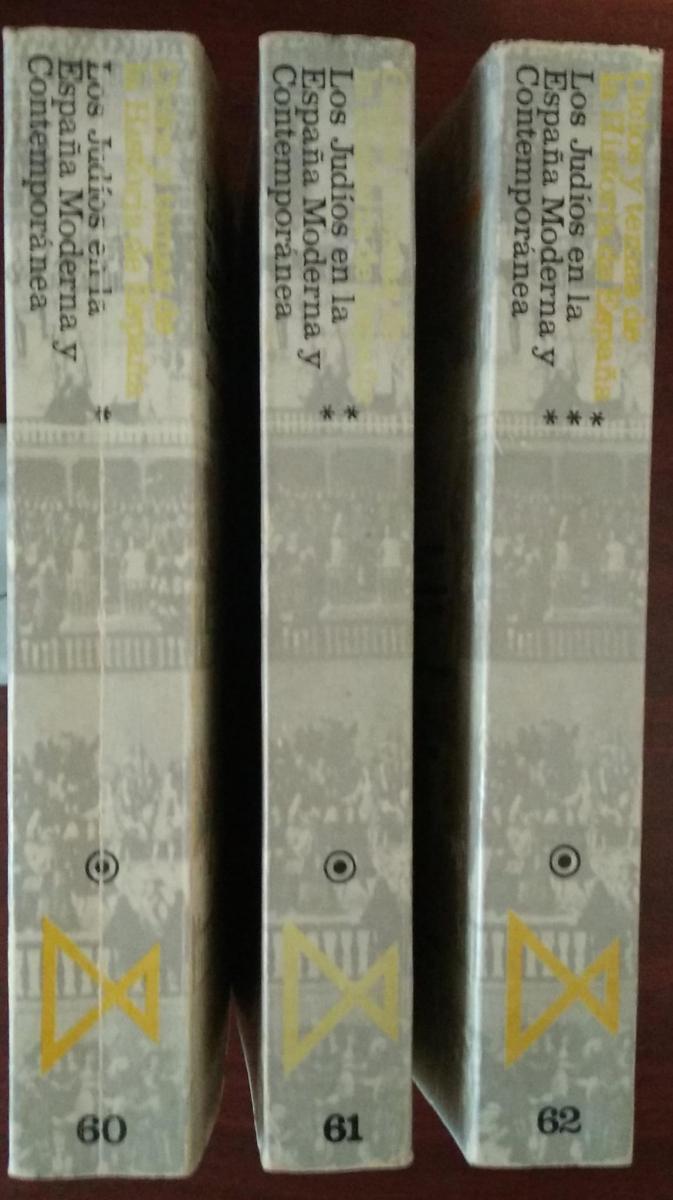 Ciclos y temas de
la Historia de España
Los Judíos en la
España Moderna y
Contemporánea
*
60
Los Judíos en la
España Moderna y
Contemporánea
*
*
61
Ciclos y temas de
la Historia de España
Los Judíos en la
España Moderna y
Contemporánea
*
*
*
62